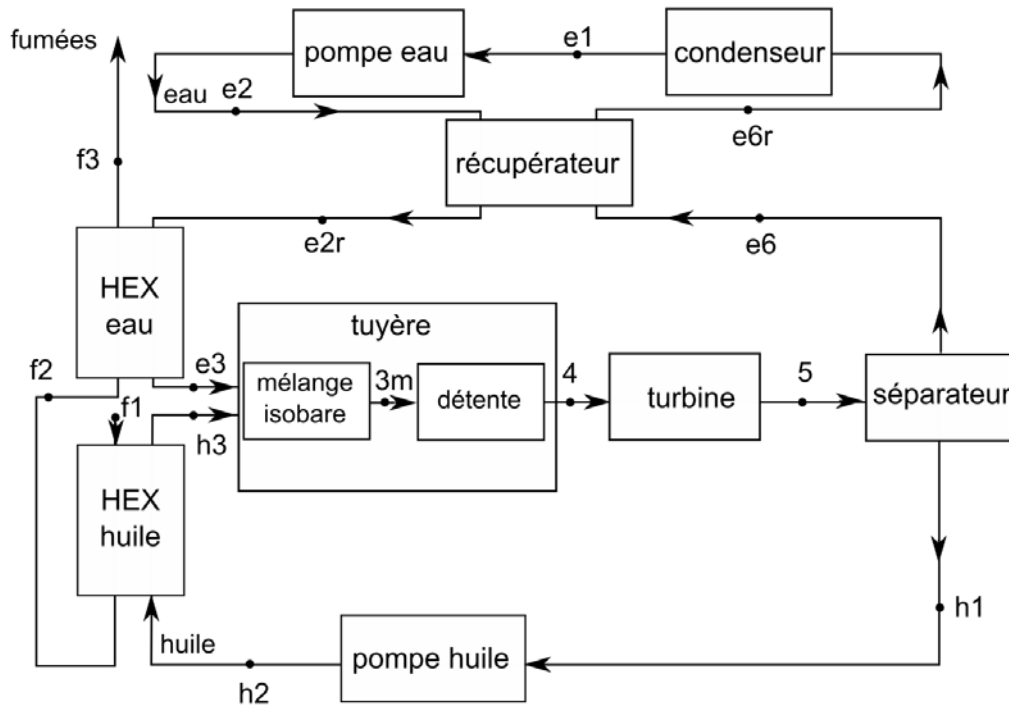 fumées
pompe eau
e1
condenseur
eau
e2
e6r
f3
récupérateur
e2r
e6
HEX
eau
tuyère
f2
e3
mélange
isobare
3m
détente
4
turbine
5
séparateur
f1
h3
HEX
huile
h1
huile
pompe huile
h2